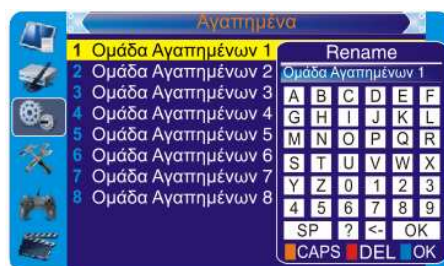 Αγαπημένα
1 Ομάδα Αγαπημένων 1
2 Ομάδα Αγαπημένων 2
3 Ομάδα Αγαπημένων 3
4 Ομάδα Αγαπημένων 4
5 Ομάδα Αγαπημένων 5
6 Ομάδα Αγαπημένων 6
7 Ομάδα Αγαπημένων 7
8 Ομάδα Αγαπημένων 8
Rename
Ομάδα Αγαπημένων 1
A B C D E F
G H I J K L
M N O P Q R
S T U V W X
Y Z 0 1 2 3
4 5 6 7 8 9
SP ? <- OK
CAPS DEL OK